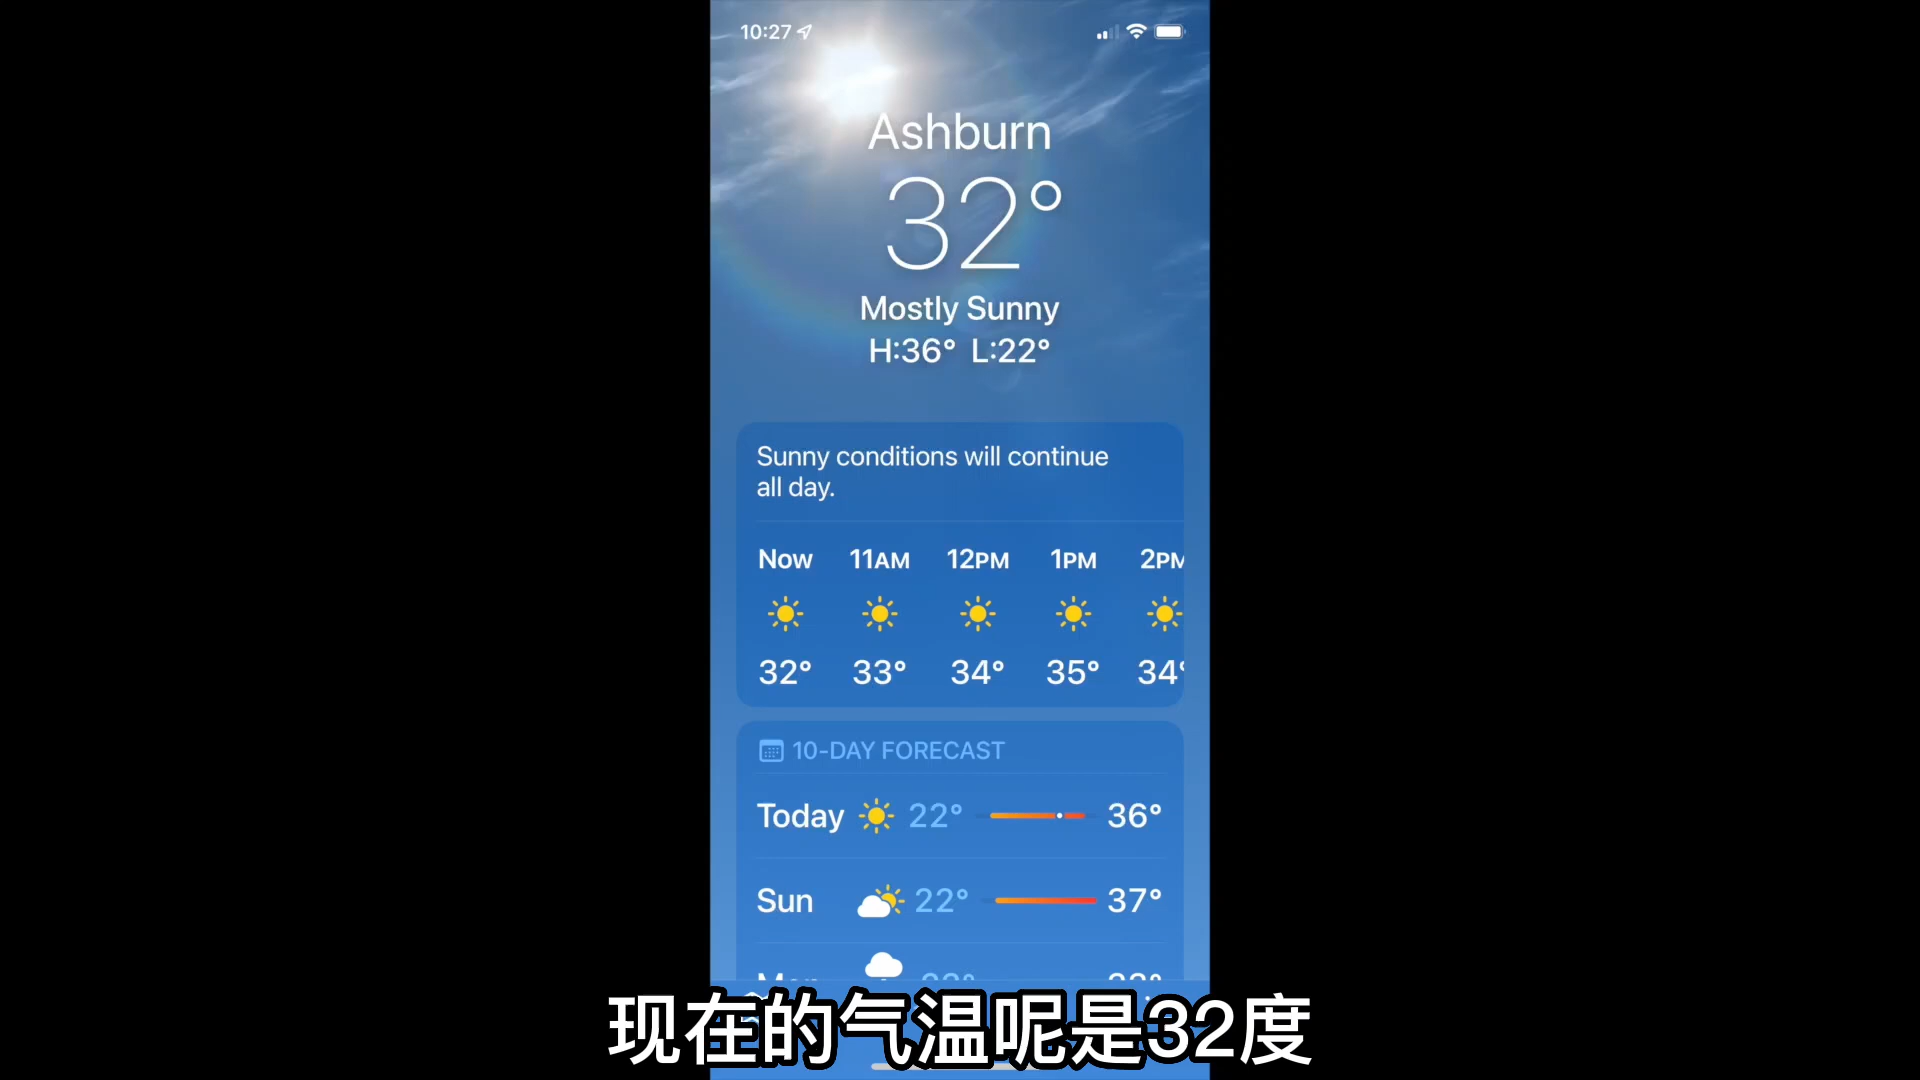 10:27
Ashburn
32°
Mostly Sunny
H:36° L:22°
Sunny conditions will continue
all day.
Now 11AM 12PM 1PM 2PM
32° 33° 34° 35° 34°
10-DAY FORECAST
Today 22° 36°
Sun 22° 37°
现在的气温呢是32度